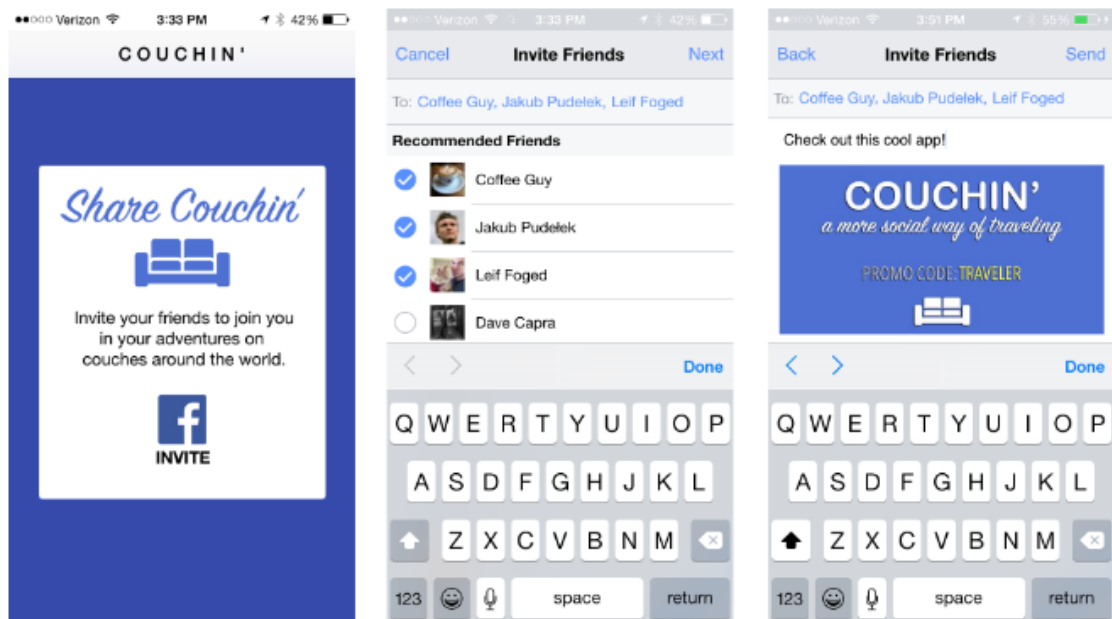 Verizon 3:33 PM 42%
COUCHIN'
Share Couchin'
Invite your friends to join you
in your adventures on
couches around the world.
f
INVITE
Verizon 3:33 PM 42%
Cancel Invite Friends Next
To: Coffee Guy, Jakub Pudełek, Leif Foged
Recommended Friends
Coffee Guy
Jakub Pudełek
Leif Foged
Dave Capra
Done
Q W E R T Y U I O P
A S D F G H J K L
Z X C V B N M
123 space return
Verizon 3:51 PM 55%
Back Invite Friends Send
To: Coffee Guy, Jakub Pudełek, Leif Foged
Check out this cool app!
COUCHIN'
a more social way of traveling
PROMO CODE: TRAVELER
Done
Q W E R T Y U I O P
A S D F G H J K L
Z X C V B N M
123 space return